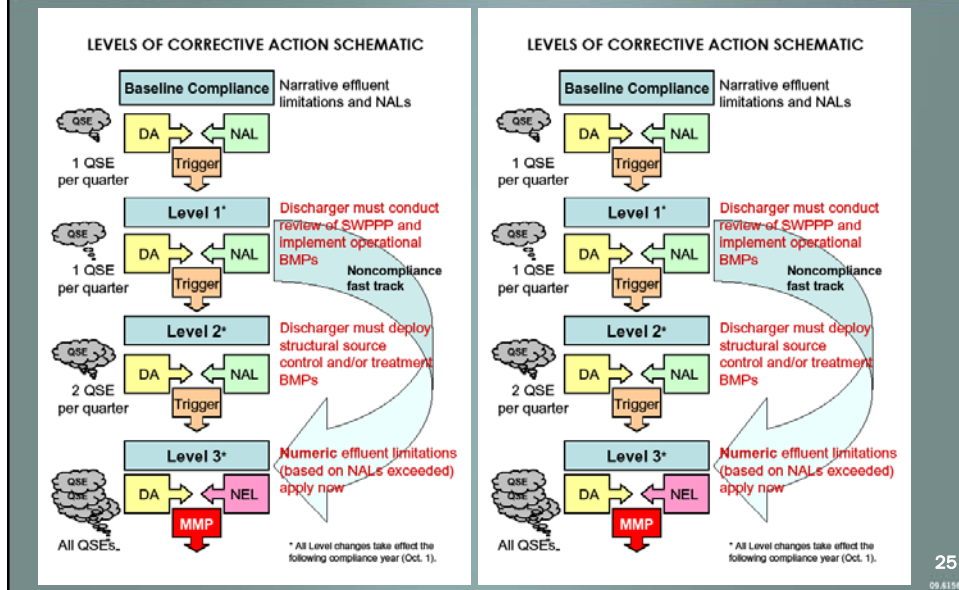 LEVELS OF CORRECTIVE ACTION SCHEMATIC
Baseline Compliance
Narrative effluent
limitations and NALs
QSE
DA
NAL
1 QSE
per quarter
Trigger
Level 1*
Discharger must conduct
review of SWPPP and
implement operational
BMPs
QSE
DA
NAL
Noncompliance
fast track
1 QSE
per quarter
Trigger
Level 2*
Discharger must deploy
structural source
control and/or treatment
BMPs
QSE
DA
NAL
2 QSE
per quarter
Trigger
Level 3*
Numeric effluent limitations
(based on NALs exceeded)
apply now
QSE
QSE
DA
NEL
MMP
All QSEs
* All Level changes take effect the
following compliance year (Oct. 1).
LEVELS OF CORRECTIVE ACTION SCHEMATIC
Baseline Compliance
Narrative effluent
limitations and NALs
QSE
DA
NAL
1 QSE
per quarter
Trigger
Level 1*
Discharger must conduct
review of SWPPP and
implement operational
BMPs
QSE
DA
NAL
Noncompliance
fast track
1 QSE
per quarter
Trigger
Level 2*
Discharger must deploy
structural source
control and/or treatment
BMPs
QSE
DA
NAL
2 QSE
per quarter
Trigger
Level 3*
Numeric effluent limitations
(based on NALs exceeded)
apply now
QSE
QSE
DA
NEL
MMP
All QSEs
* All Level changes take effect the
following compliance year (Oct. 1).
25